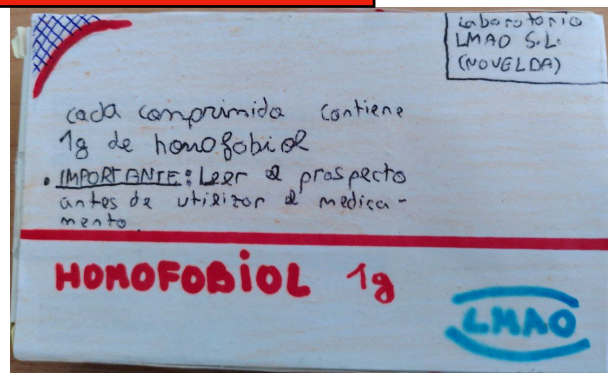 Laboratorio
LMAO S.L.
(NOVELDA)
cada comprimido contiene
1g de homofobiol
• IMPORTANTE: Leer el prospecto
antes de utilizar el medica-
mento.
HOMOFOBIOL 1g
LMAO